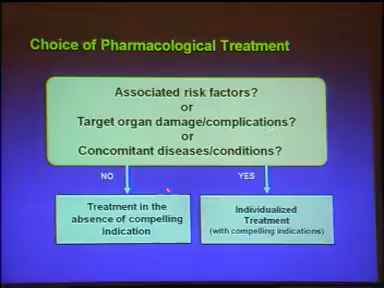 Choice of Pharmacological Treatment
Associated risk factors?
or
Target organ damage/complications?
or
Concomitant diseases/conditions?
NO
YES
Treatment in the
absence of compelling
indication
Individualized
Treatment
(with compelling indications)